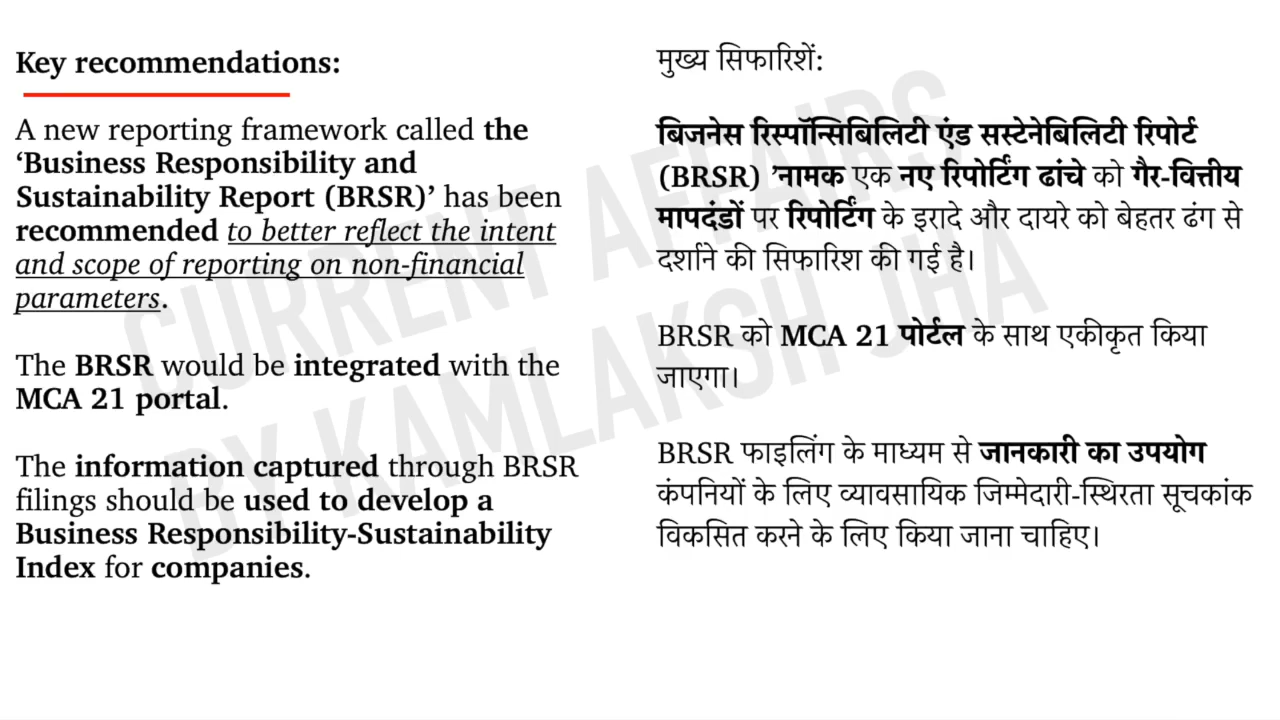 Key recommendations:
A new reporting framework called the
‘Business Responsibility and
Sustainability Report (BRSR)’ has been
recommended to better reflect the intent
and scope of reporting on non-financial
parameters.
The BRSR would be integrated with the
MCA 21 portal.
The information captured through BRSR
filings should be used to develop a
Business Responsibility-Sustainability
Index for companies.
मुख्य सिफारिशें:
बिजनेस रिस्पॉन्सिबिलिटी एंड सस्टेनेबिलिटी रिपोर्ट
(BRSR) ’नामक एक नए रिपोर्टिंग ढांचे को गैर-वित्तीय
मापदंडों पर रिपोर्टिंग के इरादे और दायरे को बेहतर ढंग से
दर्शाने की सिफारिश की गई है।
BRSR को MCA 21 पोर्टल के साथ एकीकृत किया
जाएगा।
BRSR फाइलिंग के माध्यम से जानकारी का उपयोग
कंपनियों के लिए व्यावसायिक जिम्मेदारी-स्थिरता सूचकांक
विकसित करने के लिए किया जाना चाहिए।
CURRENT AFFAIRS
BY KAMLAKSH JHA